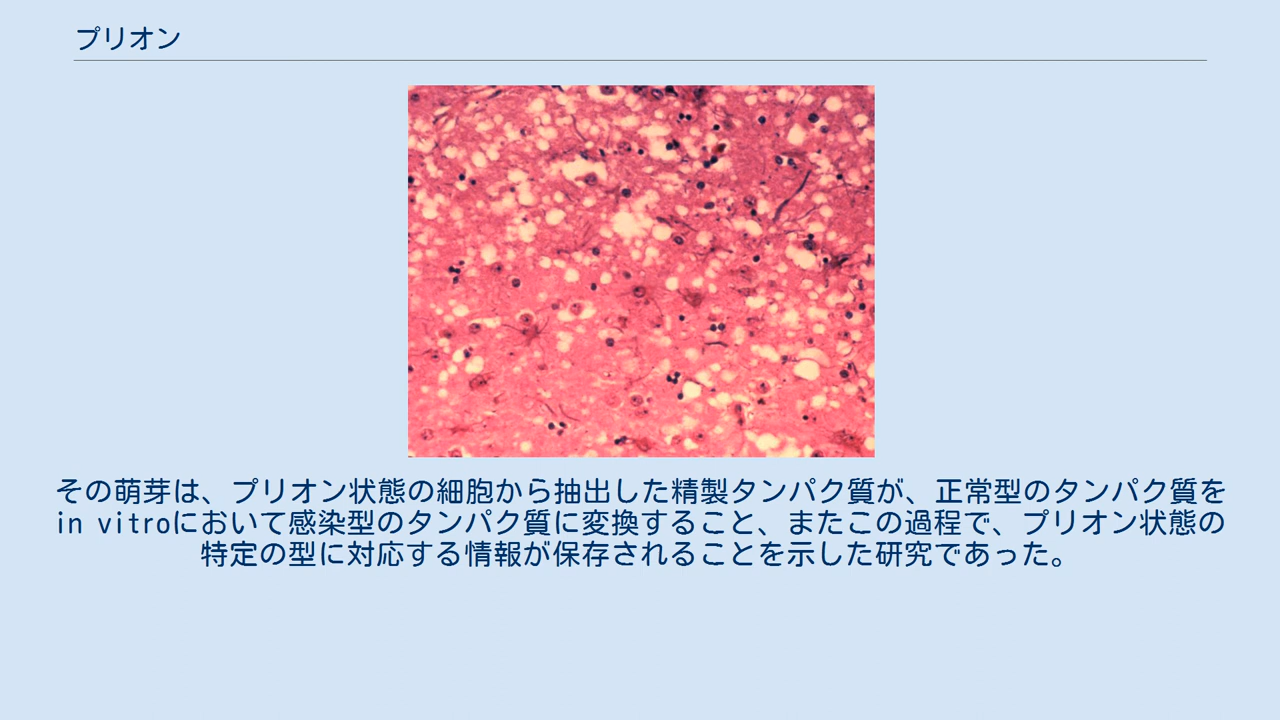 プリオン
その萌芽は、プリオン状態の細胞から抽出した精製タンパク質が、正常型のタンパク質を
in vitroにおいて感染型のタンパク質に変換すること、またこの過程で、プリオン状態の
特定の型に対応する情報が保存されることを示した研究であった。